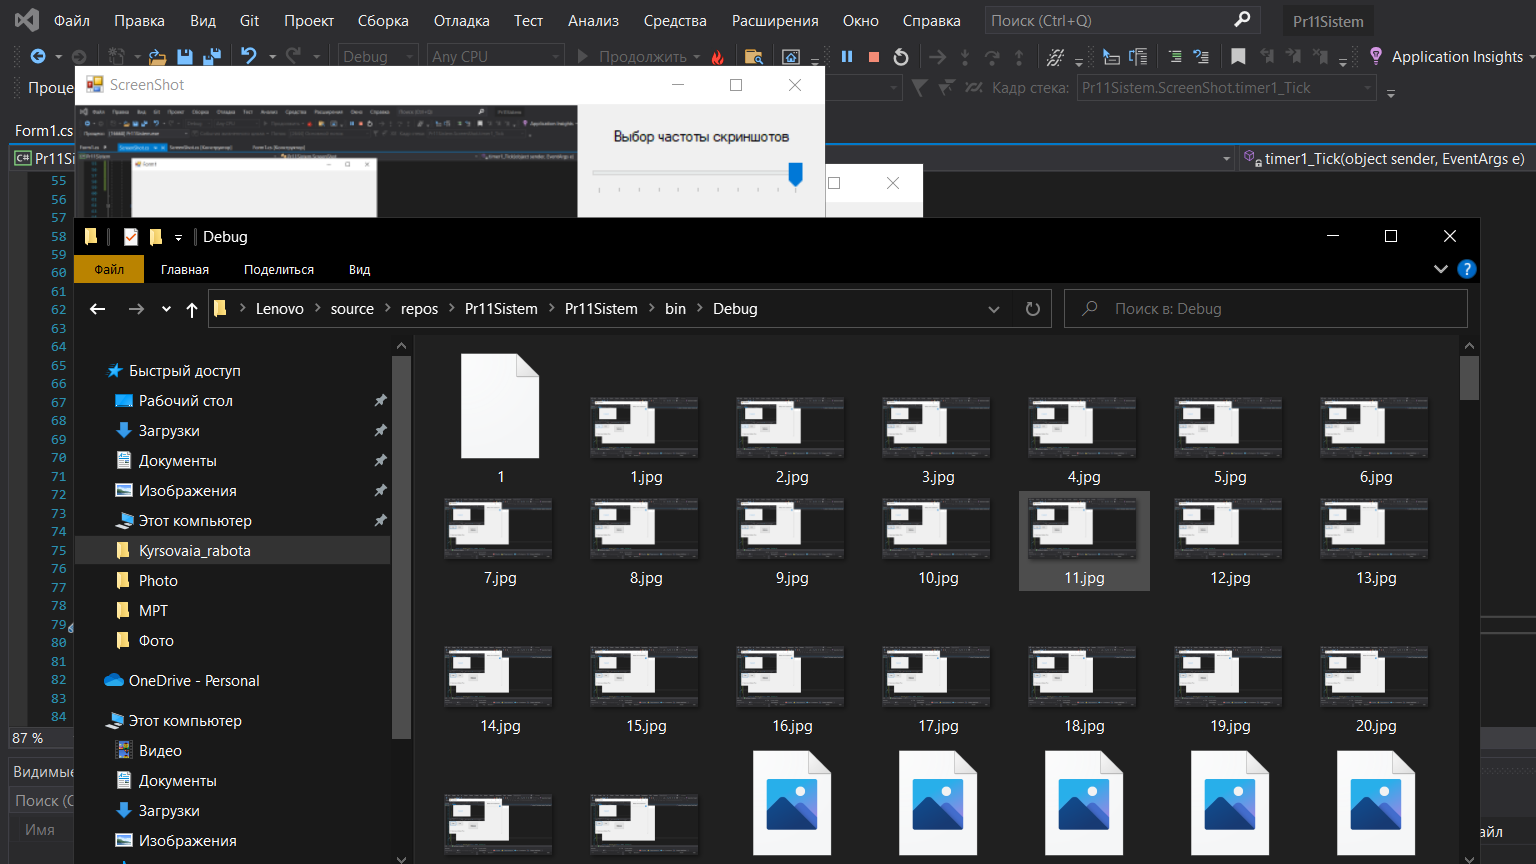 Файл Правка Вид Git Проект Сборка Отладка Тест Анализ Средства Расширения Окно Справка Поиск (Ctrl+Q) Pr11Sistem
Debug Any CPU Продолжить Application Insights
Проце Кадр стека: Pr11Sistem.ScreenShot.timer1_Tick
ScreenShot
Выбор частоты скриншотов
Form1.cs
C# Pr11Si timer1_Tick(object sender, EventArgs e)
55
56
57
58
59
60
61
62
63
64
65
66
67
68
69
70
71
72
73
74
75
76
77
78
79
80
81
82
83
84
87 %
Видимые
Поиск (C
Имя
Debug
Файл Главная Поделиться Вид
Lenovo source repos Pr11Sistem Pr11Sistem bin Debug
Поиск в: Debug
Быстрый доступ
Рабочий стол
Загрузки
Документы
Изображения
Этот компьютер
Kyrsovaia_rabota
Photo
МРТ
Фото
OneDrive - Personal
Этот компьютер
Видео
Документы
Загрузки
Изображения
1 1.jpg 2.jpg 3.jpg 4.jpg 5.jpg 6.jpg
7.jpg 8.jpg 9.jpg 10.jpg 11.jpg 12.jpg 13.jpg
14.jpg 15.jpg 16.jpg 17.jpg 18.jpg 19.jpg 20.jpg
айл